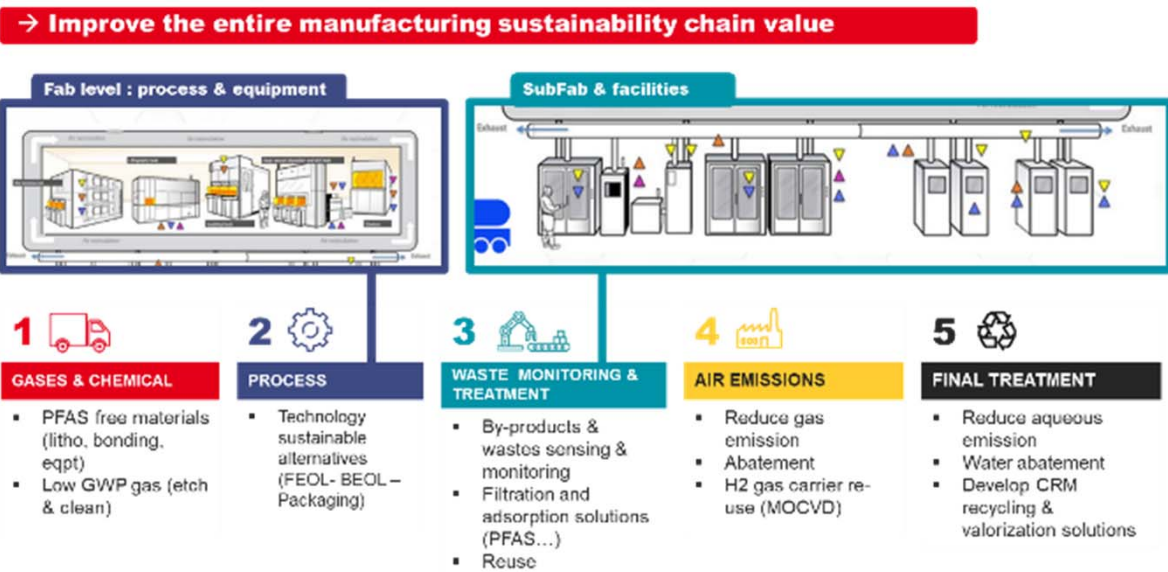 → Improve the entire manufacturing sustainability chain value
Fab level : process & equipment
SubFab & facilities
Exhaust
Exhaust
1
GASES & CHEMICAL
▪ PFAS free materials
(litho, bonding,
eqpt)
▪ Low GWP gas (etch
& clean)
2
PROCESS
▪ Technology
sustainable
alternatives
(FEOL- BEOL –
Packaging)
3
WASTE MONITORING &
TREATMENT
▪ By-products &
wastes sensing &
monitoring
▪ Filtration and
adsorption solutions
(PFAS...)
▪ Reuse
4
AIR EMISSIONS
▪ Reduce gas
emission
▪ Abatement
▪ H2 gas carrier re-
use (MOCVD)
5
FINAL TREATMENT
▪ Reduce aqueous
emission
▪ Water abatement
▪ Develop CRM
recycling &
valorization solutions